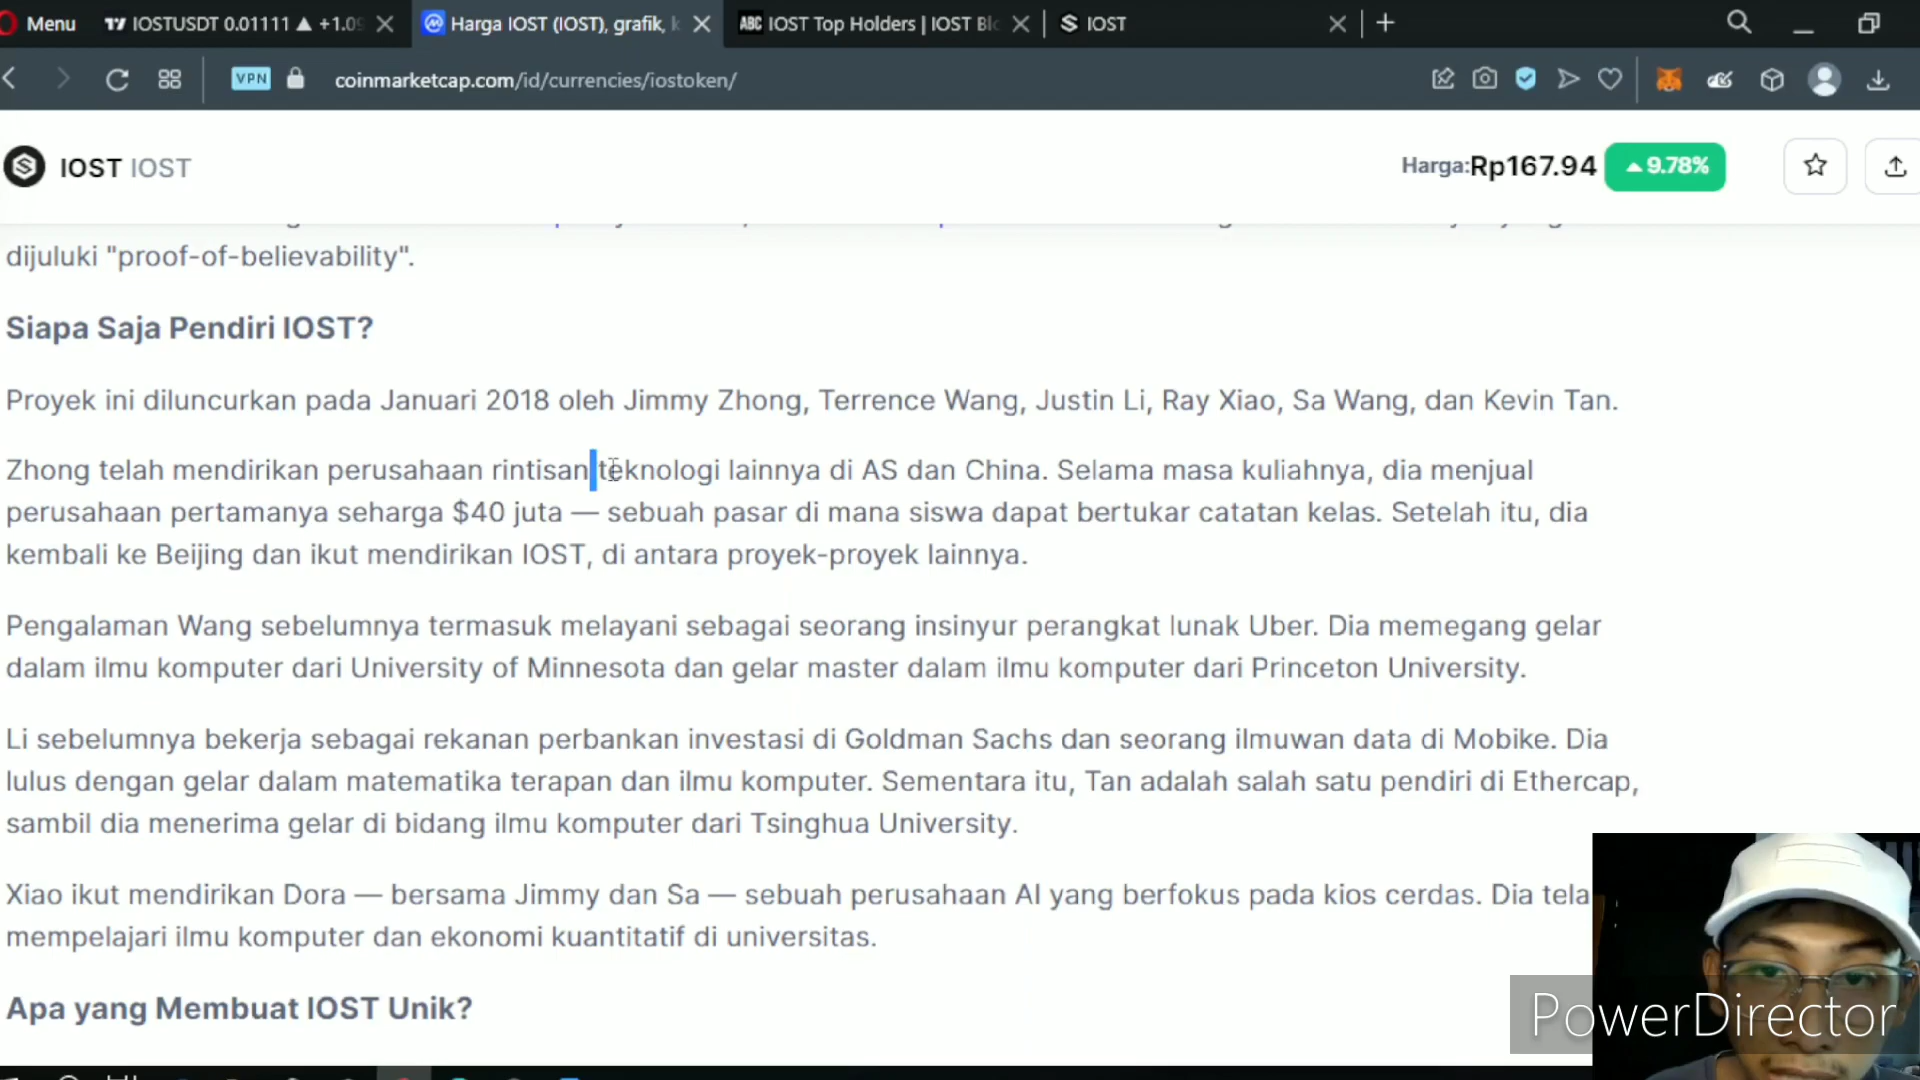 Menu
IOSTUSDT 0.01111 ▲ +1.09
Harga IOST (IOST), grafik, k
ABC IOST Top Holders | IOST Blo
IOST
VPN
coinmarketcap.com/id/currencies/iostoken/
IOST IOST
Harga:Rp167.94
▲9.78%
dijuluki "proof-of-believability".
Siapa Saja Pendiri IOST?
Proyek ini diluncurkan pada Januari 2018 oleh Jimmy Zhong, Terrence Wang, Justin Li, Ray Xiao, Sa Wang, dan Kevin Tan.
Zhong telah mendirikan perusahaan rintisan teknologi lainnya di AS dan China. Selama masa kuliahnya, dia menjual
perusahaan pertamanya seharga $40 juta — sebuah pasar di mana siswa dapat bertukar catatan kelas. Setelah itu, dia
kembali ke Beijing dan ikut mendirikan IOST, di antara proyek-proyek lainnya.
Pengalaman Wang sebelumnya termasuk melayani sebagai seorang insinyur perangkat lunak Uber. Dia memegang gelar
dalam ilmu komputer dari University of Minnesota dan gelar master dalam ilmu komputer dari Princeton University.
Li sebelumnya bekerja sebagai rekanan perbankan investasi di Goldman Sachs dan seorang ilmuwan data di Mobike. Dia
lulus dengan gelar dalam matematika terapan dan ilmu komputer. Sementara itu, Tan adalah salah satu pendiri di Ethercap,
sambil dia menerima gelar di bidang ilmu komputer dari Tsinghua University.
Xiao ikut mendirikan Dora — bersama Jimmy dan Sa — sebuah perusahaan AI yang berfokus pada kios cerdas. Dia tela
mempelajari ilmu komputer dan ekonomi kuantitatif di universitas.
Apa yang Membuat IOST Unik?
PowerDirector